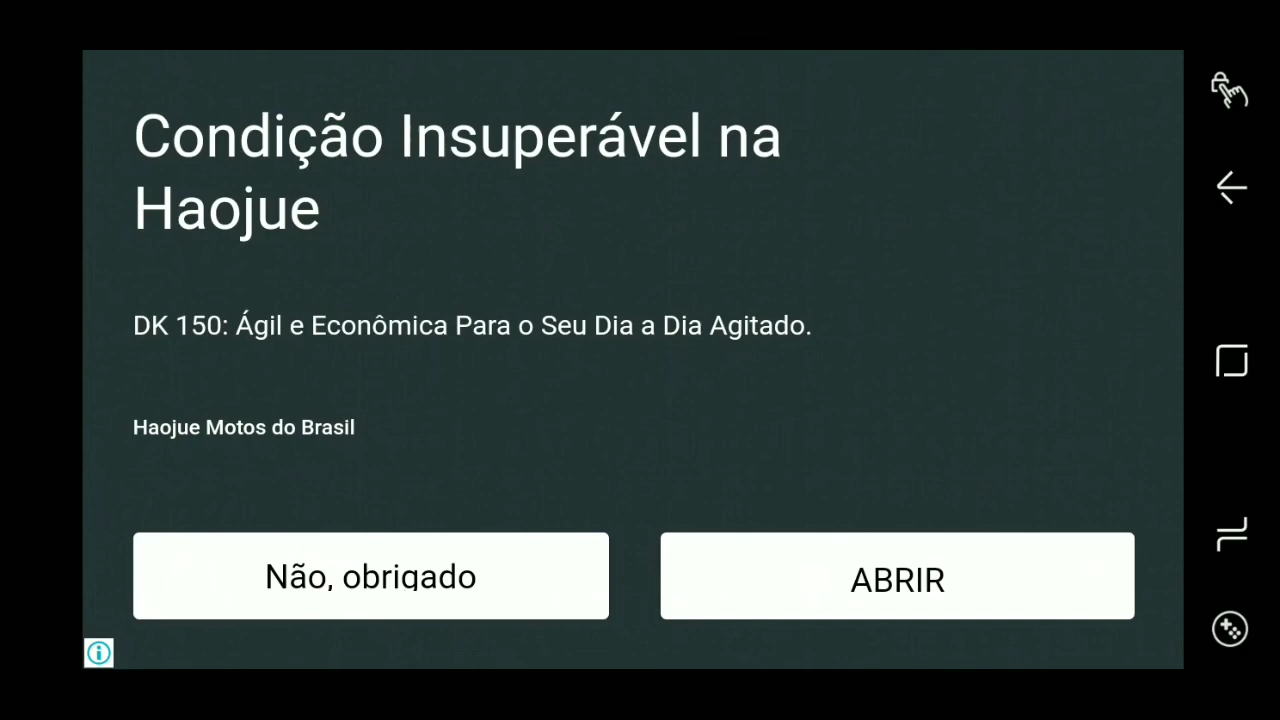 Condição Insuperável na
Haojue
DK 150: Ágil e Econômica Para o Seu Dia a Dia Agitado.
Haojue Motos do Brasil
Não, obrigado
ABRIR